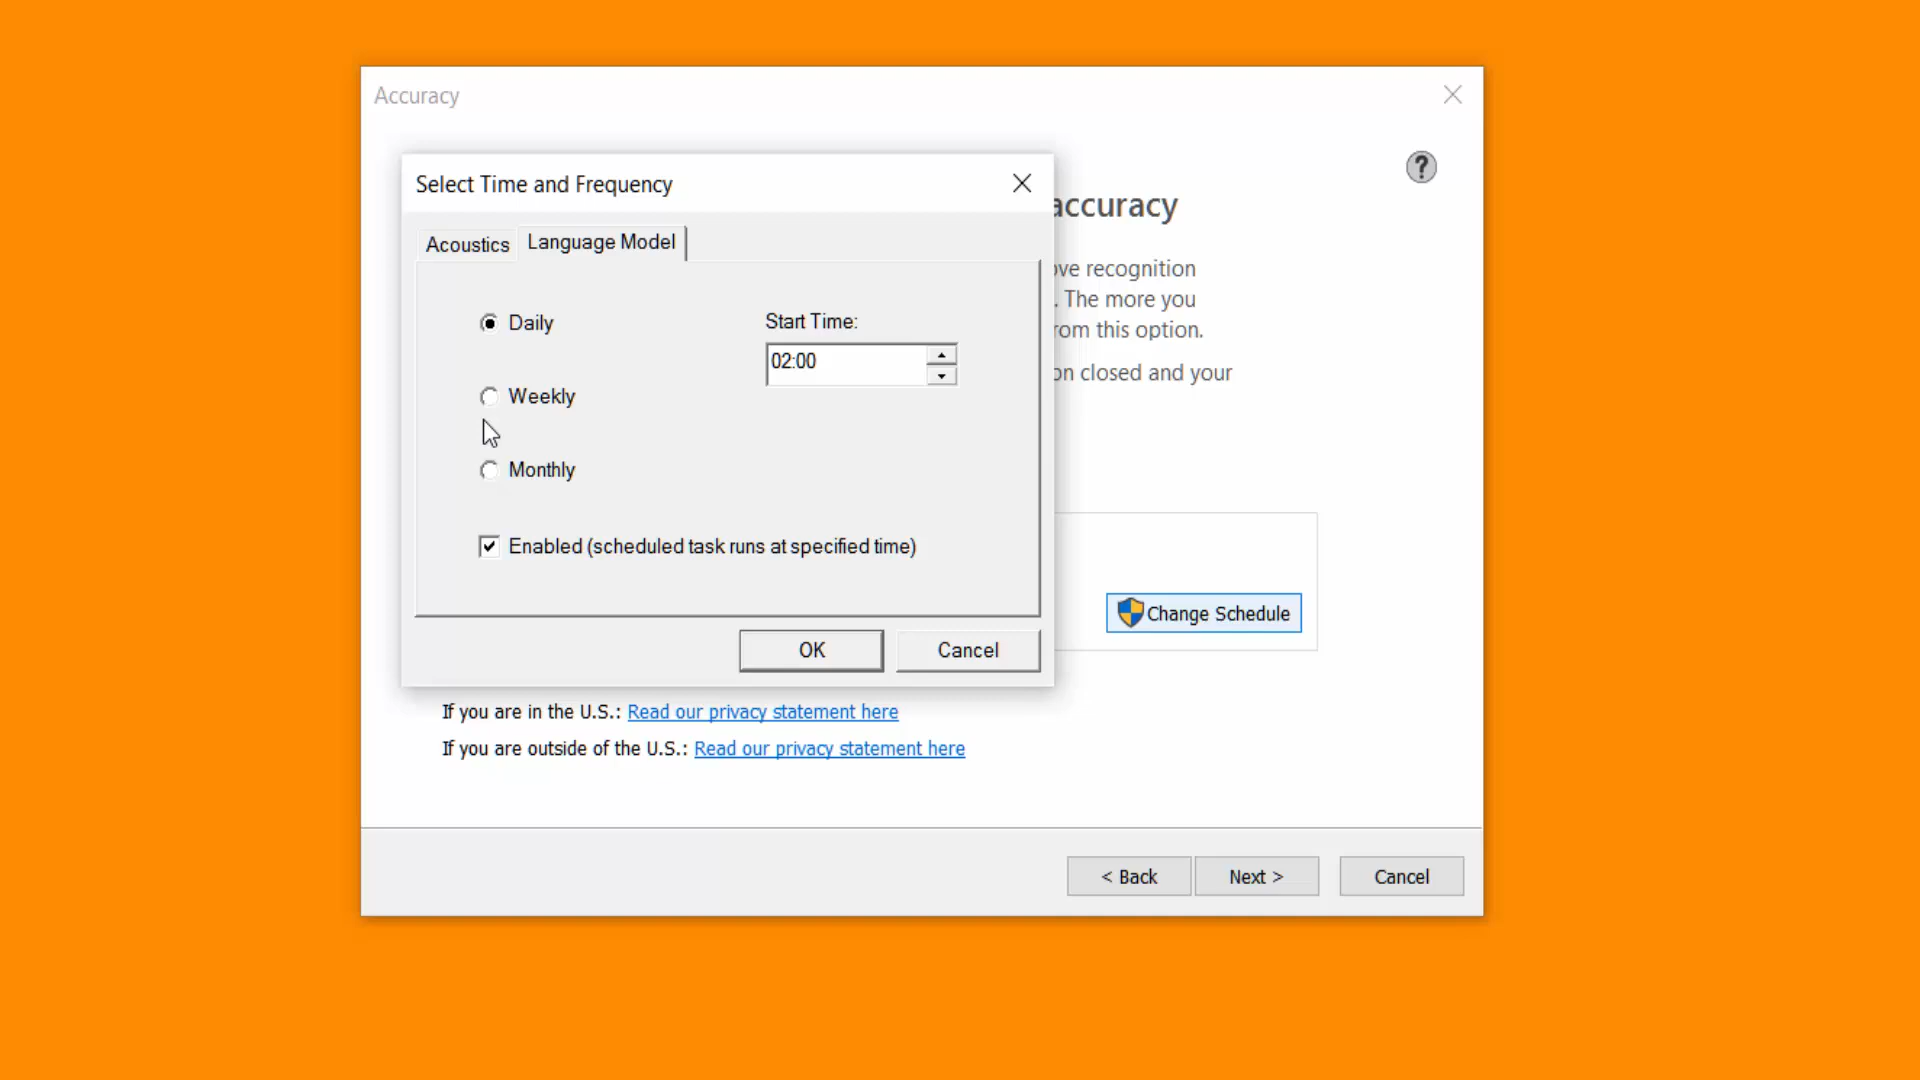 Accuracy
?
Select Time and Frequency
accuracy
Acoustics
Language Model
recognition
. The more you
from this option.
closed and your
Daily
Start Time:
02:00
Weekly
Monthly
Enabled (scheduled task runs at specified time)
Change Schedule
OK
Cancel
If you are in the U.S.: Read our privacy statement here
If you are outside of the U.S.: Read our privacy statement here
< Back
Next >
Cancel